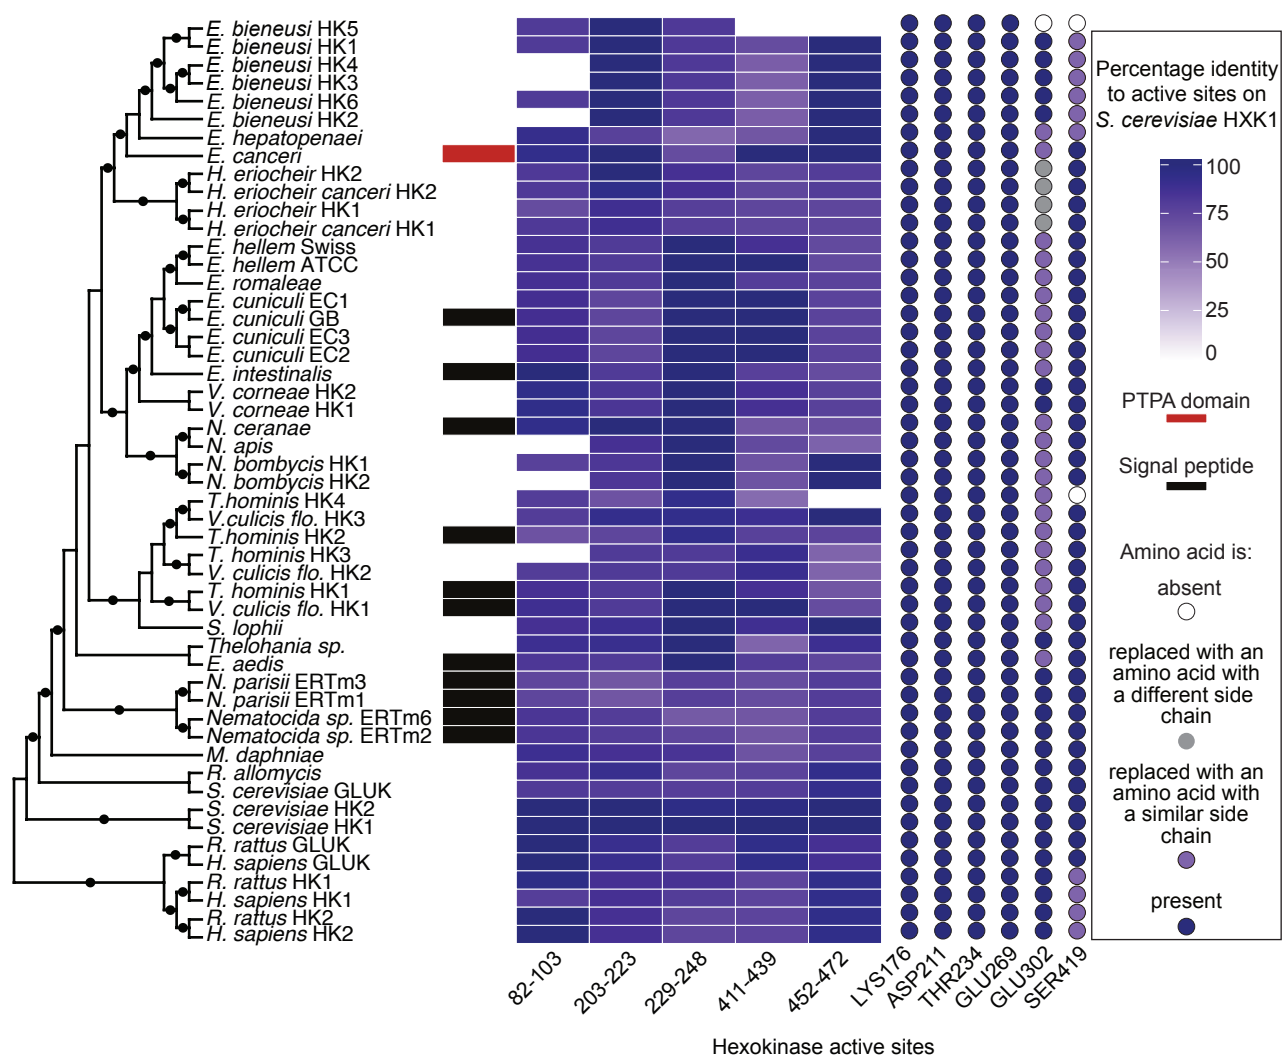 E. bieneusi HK5
E. bieneusi HK1
E. bieneusi HK4
E. bieneusi HK3
E. bieneusi HK6
E. bieneusi HK2
E. hepatopenaei
E. canceri
H. eriocheir HK2
H. eriocheir canceri HK2
H. eriocheir HK1
H. eriocheir canceri HK1
E. hellem Swiss
E. hellem ATCC
E. romaleae
E. cuniculi EC1
E. cuniculi GB
E. cuniculi EC3
E. cuniculi EC2
E. intestinalis
V. corneae HK2
V. corneae HK1
N. ceranae
N. apis
N. bombycis HK1
N. bombycis HK2
T.hominis HK4
V.culicis flo. HK3
T.hominis HK2
T. hominis HK3
V. culicis flo. HK2
T. hominis HK1
V. culicis flo. HK1
S. lophii
Thelohania sp.
E. aedis
N. parisii ERTm3
N. parisii ERTm1
Nematocida sp. ERTm6
Nematocida sp. ERTm2
M. daphniae
R. allomycis
S. cerevisiae GLUK
S. cerevisiae HK2
S. cerevisiae HK1
R. rattus GLUK
H. sapiens GLUK
R. rattus HK1
H. sapiens HK1
R. rattus HK2
H. sapiens HK2
82-103
203-223
229-248
411-439
452-472
LYS176
ASP211
THR234
GLU269
GLU302
SER419
Hexokinase active sites
Percentage identity
to active sites on
S. cerevisiae HXK1
100
75
50
25
0
PTPA domain
Signal peptide
Amino acid is:
absent
replaced with an
amino acid with
a different side
chain
replaced with an
amino acid with
a similar side
chain
present